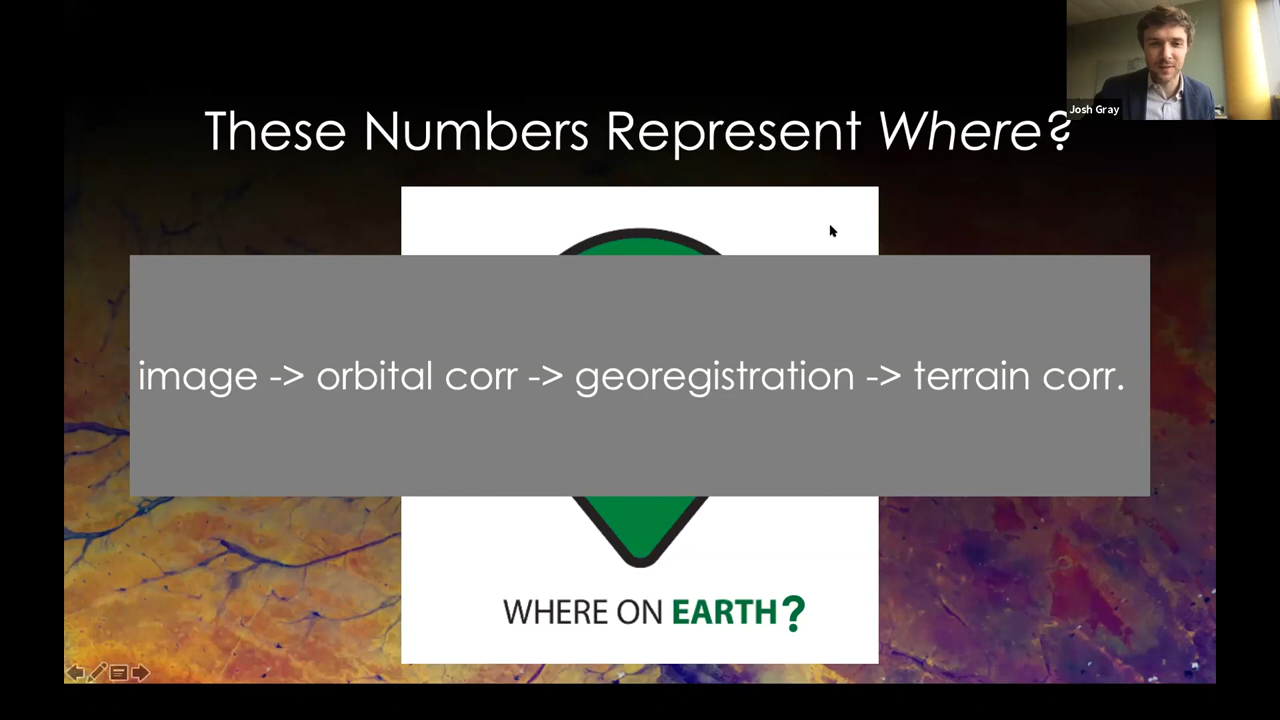 Josh Gray
These Numbers Represent Where?
image -> orbital corr -> georegistration -> terrain corr.
WHERE ON EARTH?